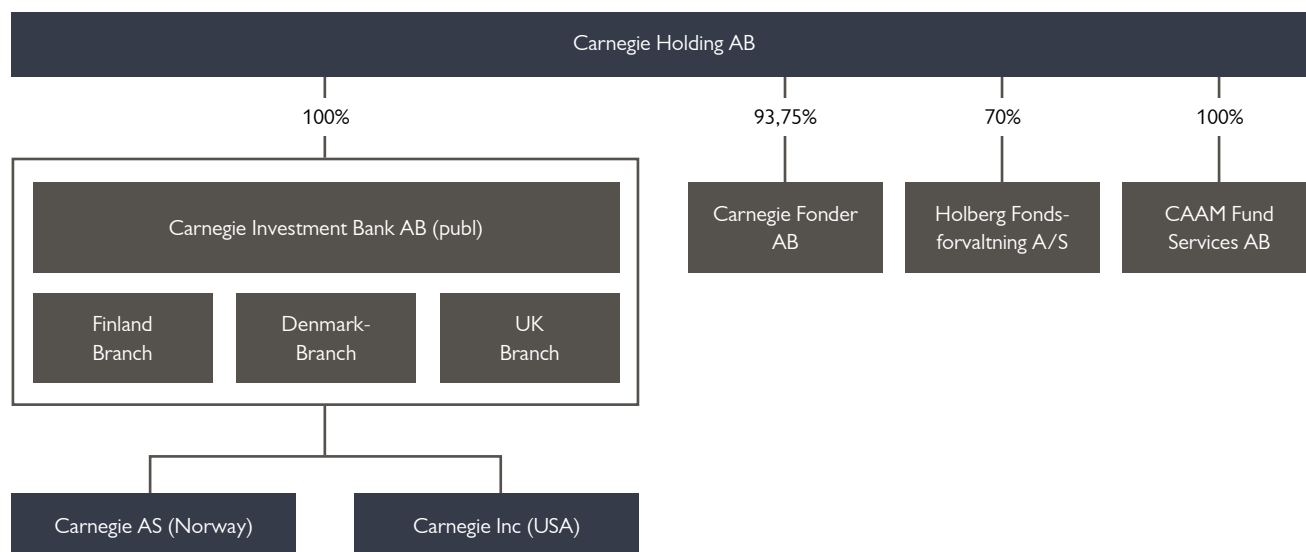 Carnegie Holding AB
100%
93,75%
70%
100%
Carnegie Investment Bank AB (publ)
Carnegie Fonder
AB
Holberg Fonds-
forvaltning A/S
CAAM Fund
Services AB
Finland
Branch
Denmark-
Branch
UK
Branch
Carnegie AS (Norway)
Carnegie Inc (USA)